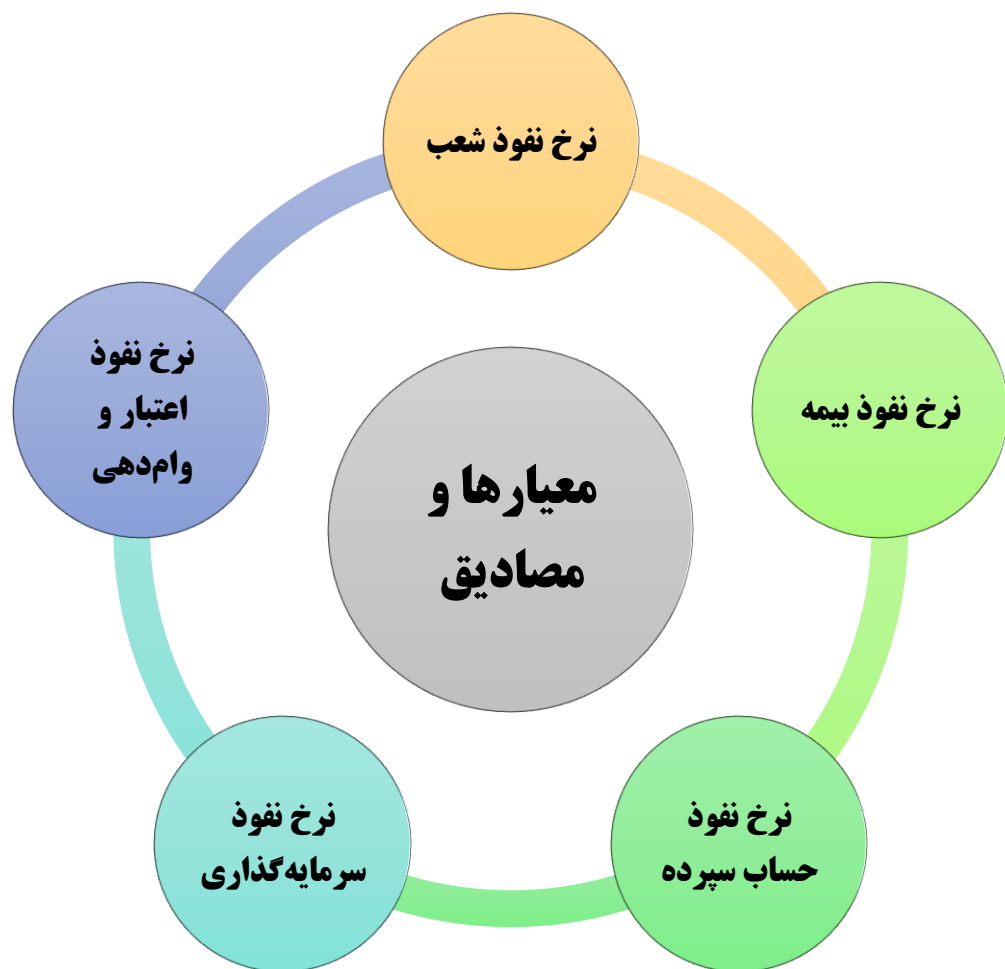 نرخ نفوذ شعب
نرخ نفوذ بیمه
نرخ نفوذ
حساب سپرده
نرخ نفوذ
سرمایه‌گذاری
نرخ نفوذ
اعتبار و
وام‌دهی
معیارها و
مصادیق